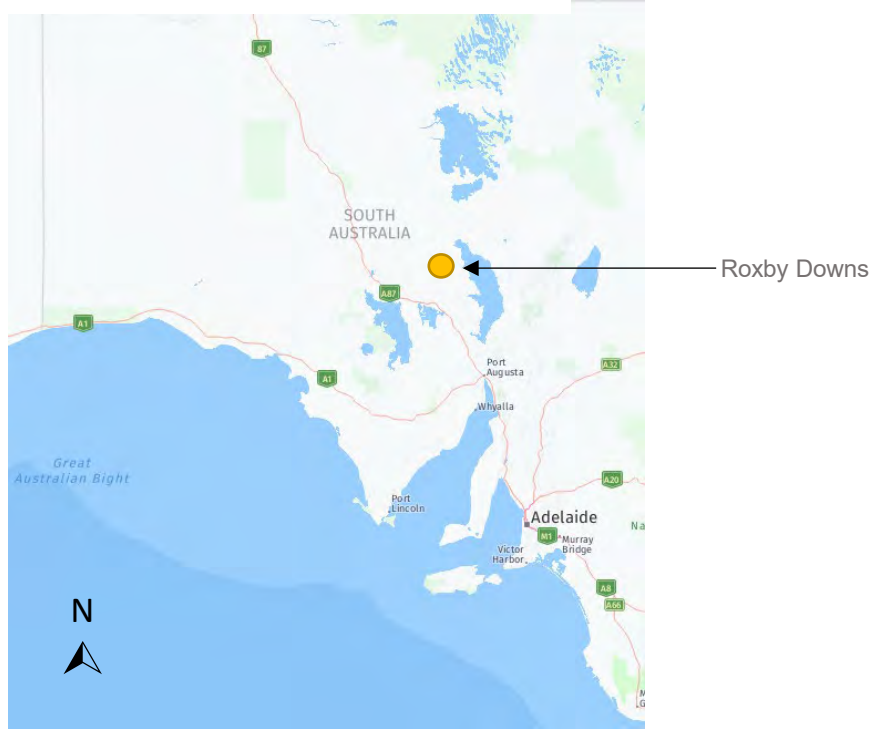 87
SOUTH
AUSTRALIA
Roxby Downs
A87
A1
Port
Augusta
A32
A1
Whyalla
Great
Australian Bight
A20
Port
Lincoln
Adelaide
Na
M1
Murray
Bridge
Victor
Harbor
A8
A66
N
M
G